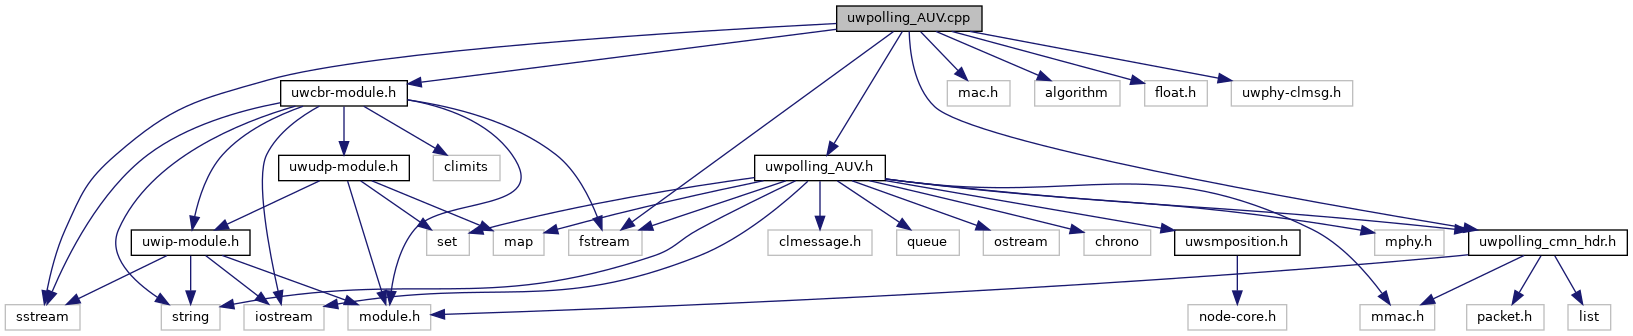 uwpolling_AUV.cpp
uwcbr-module.h
mac.h
algorithm
float.h
uwphy-clmsg.h
uwudp-module.h
climits
uwpolling_AUV.h
uwip-module.h
set
map
fstream
clmessage.h
queue
ostream
chrono
uwsmposition.h
mphy.h
uwpolling_cmn_hdr.h
sstream
string
iostream
module.h
node-core.h
mmac.h
packet.h
list